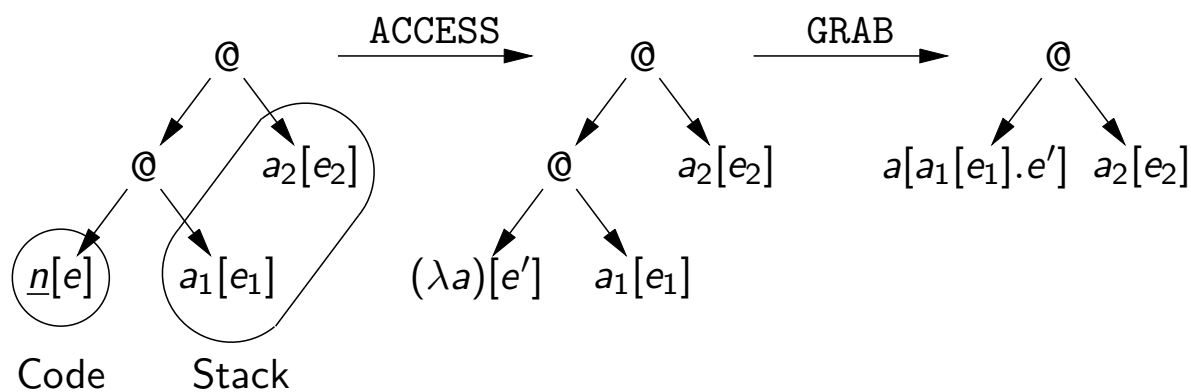 ACCESS GRAB
@ @ @
@ a₂[e₂] @ a₂[e₂] a[a₁[e₁].e′] a₂[e₂]
n[e] a₁[e₁] (λa)[e′] a₁[e₁]
Code Stack